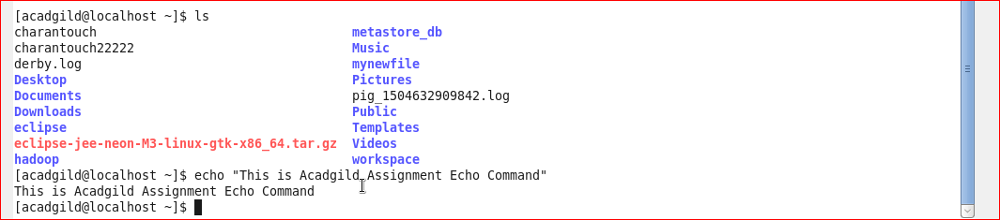 [acadgild@localhost ~]$ ls
charantouch metastore_db
charantouch22222 Music
derby.log mynewfile
Desktop Pictures
Documents pig_1504632909842.log
Downloads Public
eclipse Templates
eclipse-jee-neon-M3-linux-gtk-x86_64.tar.gz Videos
hadoop workspace
[acadgild@localhost ~]$ echo "This is Acadgild Assignment Echo Command"
This is Acadgild Assignment Echo Command
[acadgild@localhost ~]$